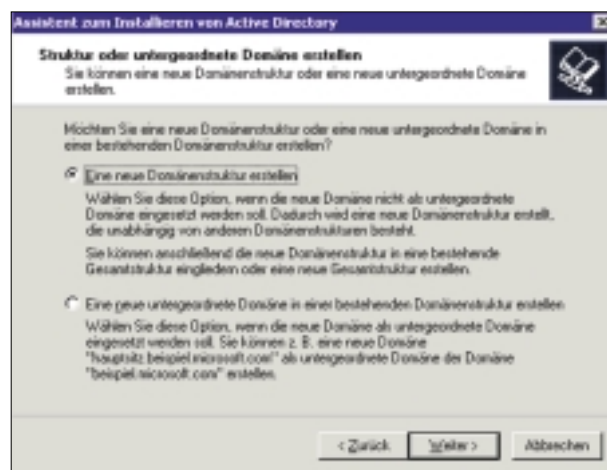 Assistent zum Installieren von Active Directory
Struktur oder untergeordnete Domäne erstellen
Sie können eine neue Domänenstruktur oder eine neue untergeordnete Domäne
erstellen.
Möchten Sie eine neue Domänenstruktur oder eine neue untergeordnete Domäne in
einer bestehenden Domänenstruktur erstellen?
Eine neue Domänenstruktur erstellen
Wählen Sie diese Option, wenn die neue Domäne nicht als untergeordnete
Domäne eingesetzt werden soll. Dadurch wird eine neue Domänenstruktur erstellt,
die unabhängig von anderen Domänenstrukturen besteht.
Sie können anschließend die neue Domänenstruktur in eine bestehende
Gesamtstruktur eingliedern oder eine neue Gesamtstruktur erstellen.
Eine neue untergeordnete Domäne in einer bestehenden Domänenstruktur erstellen
Wählen Sie diese Option, wenn die neue Domäne als untergeordnete Domäne
eingesetzt werden soll. Sie können z. B. eine neue Domäne
"hauptsitz.beispiel.microsoft.com" als untergeordnete Domäne der Domäne
"beispiel.microsoft.com" erstellen.
< Zurück Weiter > Abbrechen